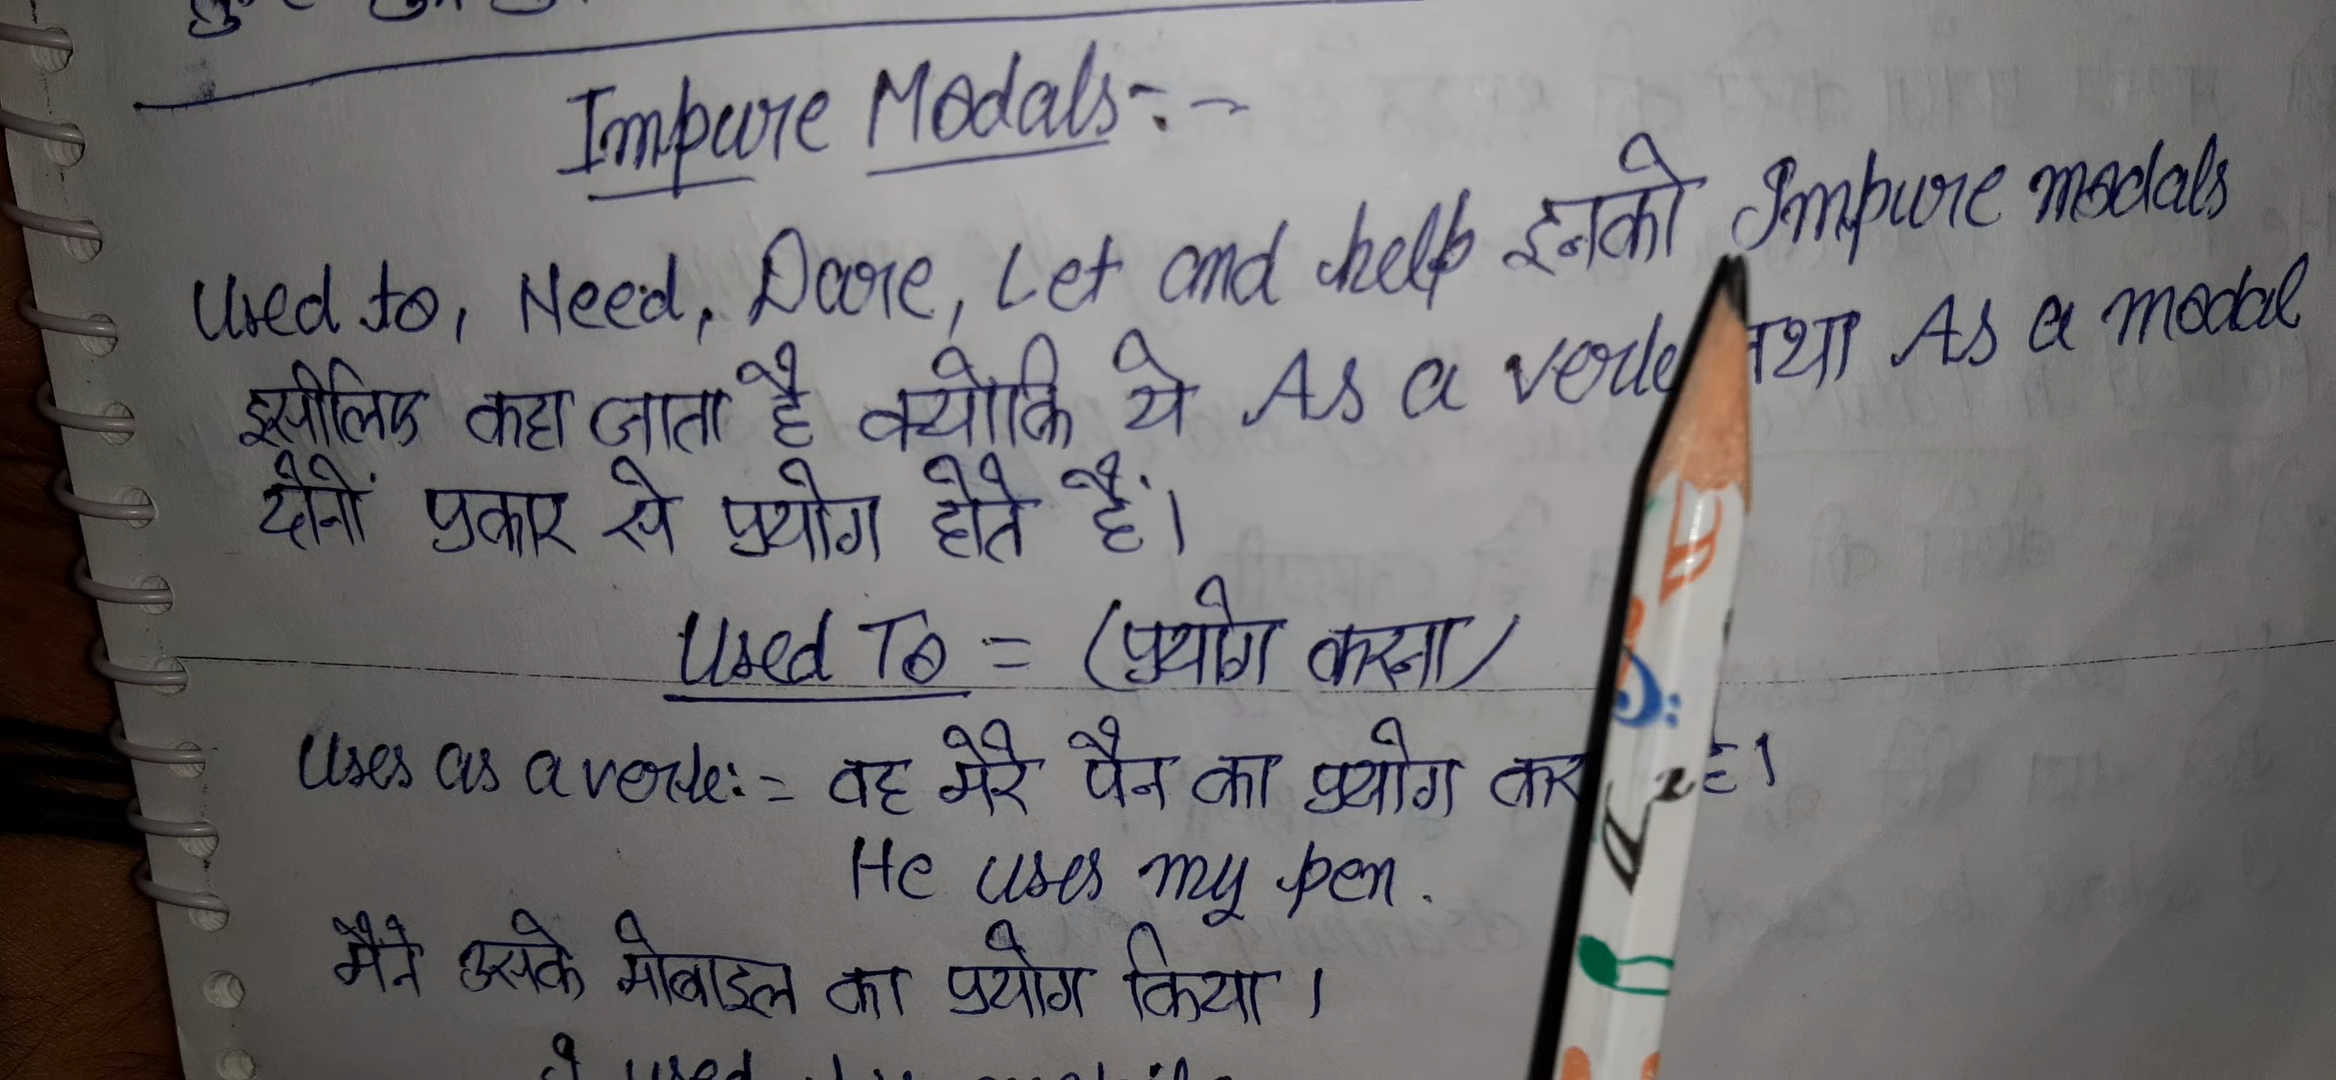 Impure Modals:-
Used to, Need, Dare, Let and help इनको Impure modals
इसीलिए कहा जाता है क्योकि ये As a verb तथा As a modal
दोनों प्रकार से प्रयोग होते हैं।
Used To = (प्रयोग करना)
Uses as a verb:= वह मेरे पैन का प्रयोग कर है।
He uses my pen.
मैंने उसके मोबाइल का प्रयोग किया।
I used